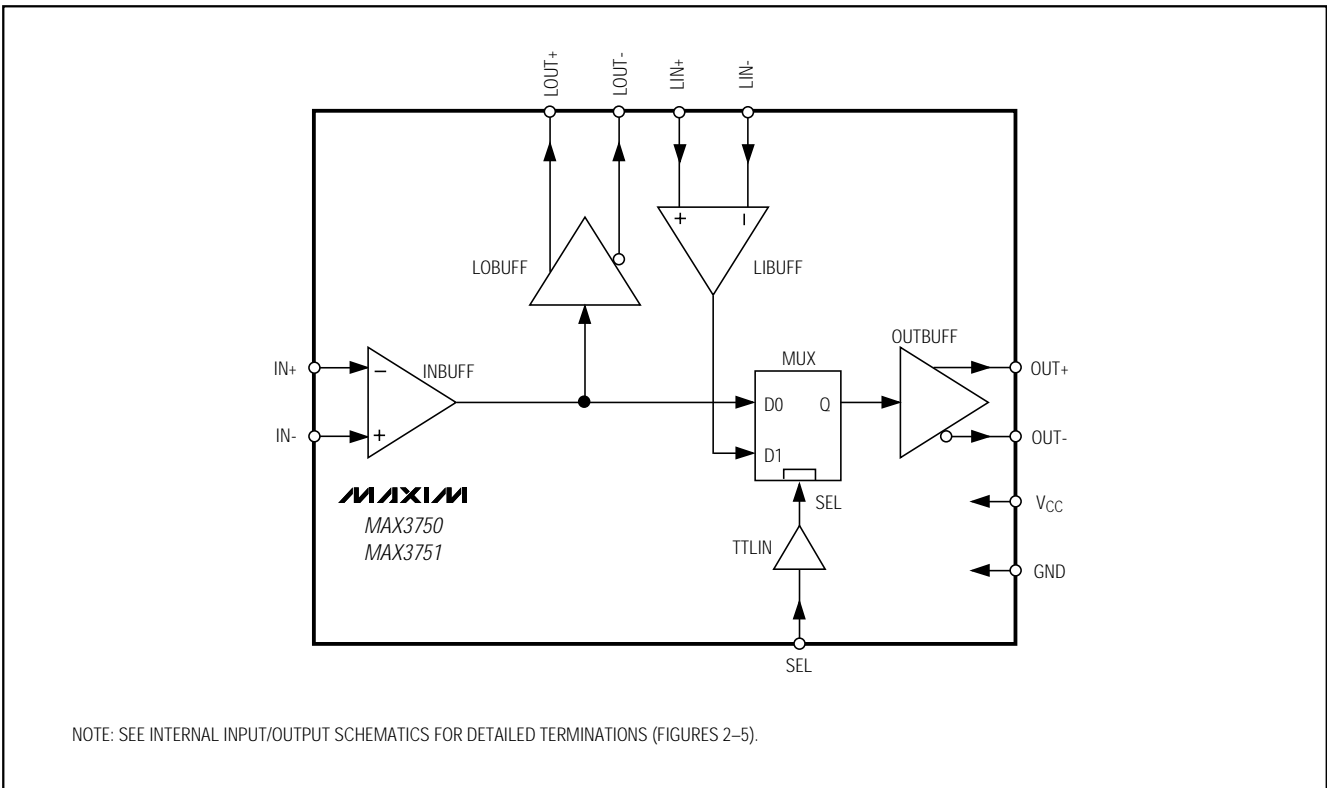 LOUT+
LOUT-
LIN+
LIN-
+
−
LOBUFF
LIBUFF
OUTBUFF
MUX
IN+
−
INBUFF
OUT+
D0
Q
IN-
+
OUT-
D1
MAXIM
SEL
VCC
MAX3750
MAX3751
TTLIN
GND
SEL
NOTE: SEE INTERNAL INPUT/OUTPUT SCHEMATICS FOR DETAILED TERMINATIONS (FIGURES 2–5).